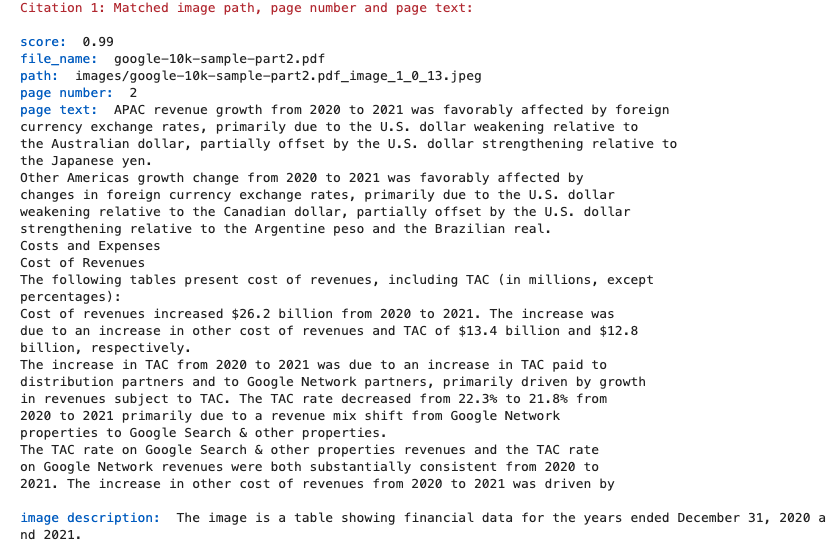 Citation 1: Matched image path, page number and page text:
score:  0.99
file_name:  google-10k-sample-part2.pdf
path:  images/google-10k-sample-part2.pdf_image_1_0_13.jpeg
page number:  2
page text:  APAC revenue growth from 2020 to 2021 was favorably affected by foreign
currency exchange rates, primarily due to the U.S. dollar weakening relative to
the Australian dollar, partially offset by the U.S. dollar strengthening relative to
the Japanese yen.
Other Americas growth change from 2020 to 2021 was favorably affected by
changes in foreign currency exchange rates, primarily due to the U.S. dollar
weakening relative to the Canadian dollar, partially offset by the U.S. dollar
strengthening relative to the Argentine peso and the Brazilian real.
Costs and Expenses
Cost of Revenues
The following tables present cost of revenues, including TAC (in millions, except
percentages):
Cost of revenues increased $26.2 billion from 2020 to 2021. The increase was
due to an increase in other cost of revenues and TAC of $13.4 billion and $12.8
billion, respectively.
The increase in TAC from 2020 to 2021 was due to an increase in TAC paid to
distribution partners and to Google Network partners, primarily driven by growth
in revenues subject to TAC. The TAC rate decreased from 22.3% to 21.8% from
2020 to 2021 primarily due to a revenue mix shift from Google Network
properties to Google Search & other properties.
The TAC rate on Google Search & other properties revenues and the TAC rate
on Google Network revenues were both substantially consistent from 2020 to
2021. The increase in other cost of revenues from 2020 to 2021 was driven by
image description:  The image is a table showing financial data for the years ended December 31, 2020 a
nd 2021.